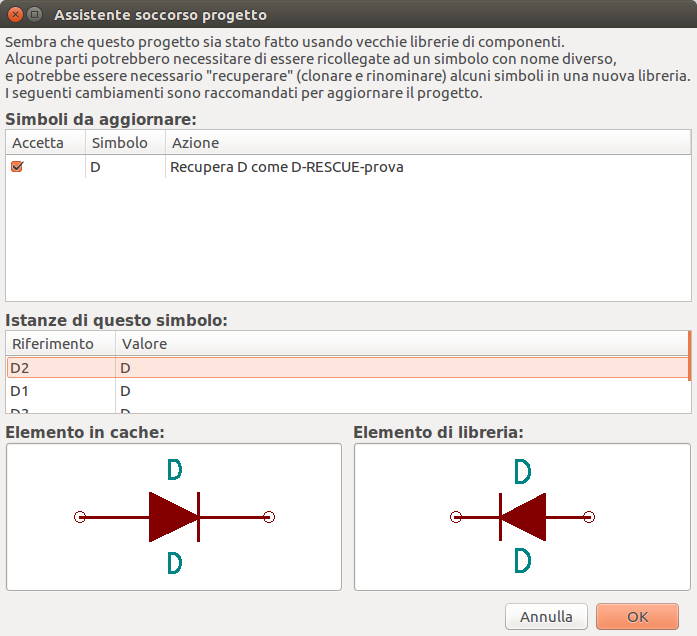 Assistente soccorso progetto
Sembra che questo progetto sia stato fatto usando vecchie librerie di componenti.
Alcune parti potrebbero necessitare di essere ricollegate ad un simbolo con nome diverso,
e potrebbe essere necessario "recuperare" (clonare e rinominare) alcuni simboli in una nuova libreria.
I seguenti cambiamenti sono raccomandati per aggiornare il progetto.
Simboli da aggiornare:
Accetta Simbolo Azione
D Recupera D come D-RESCUE-prova
Istanze di questo simbolo:
Riferimento Valore
D2 D
D1 D
Elemento in cache: Elemento di libreria:
D D
D D
Annulla OK